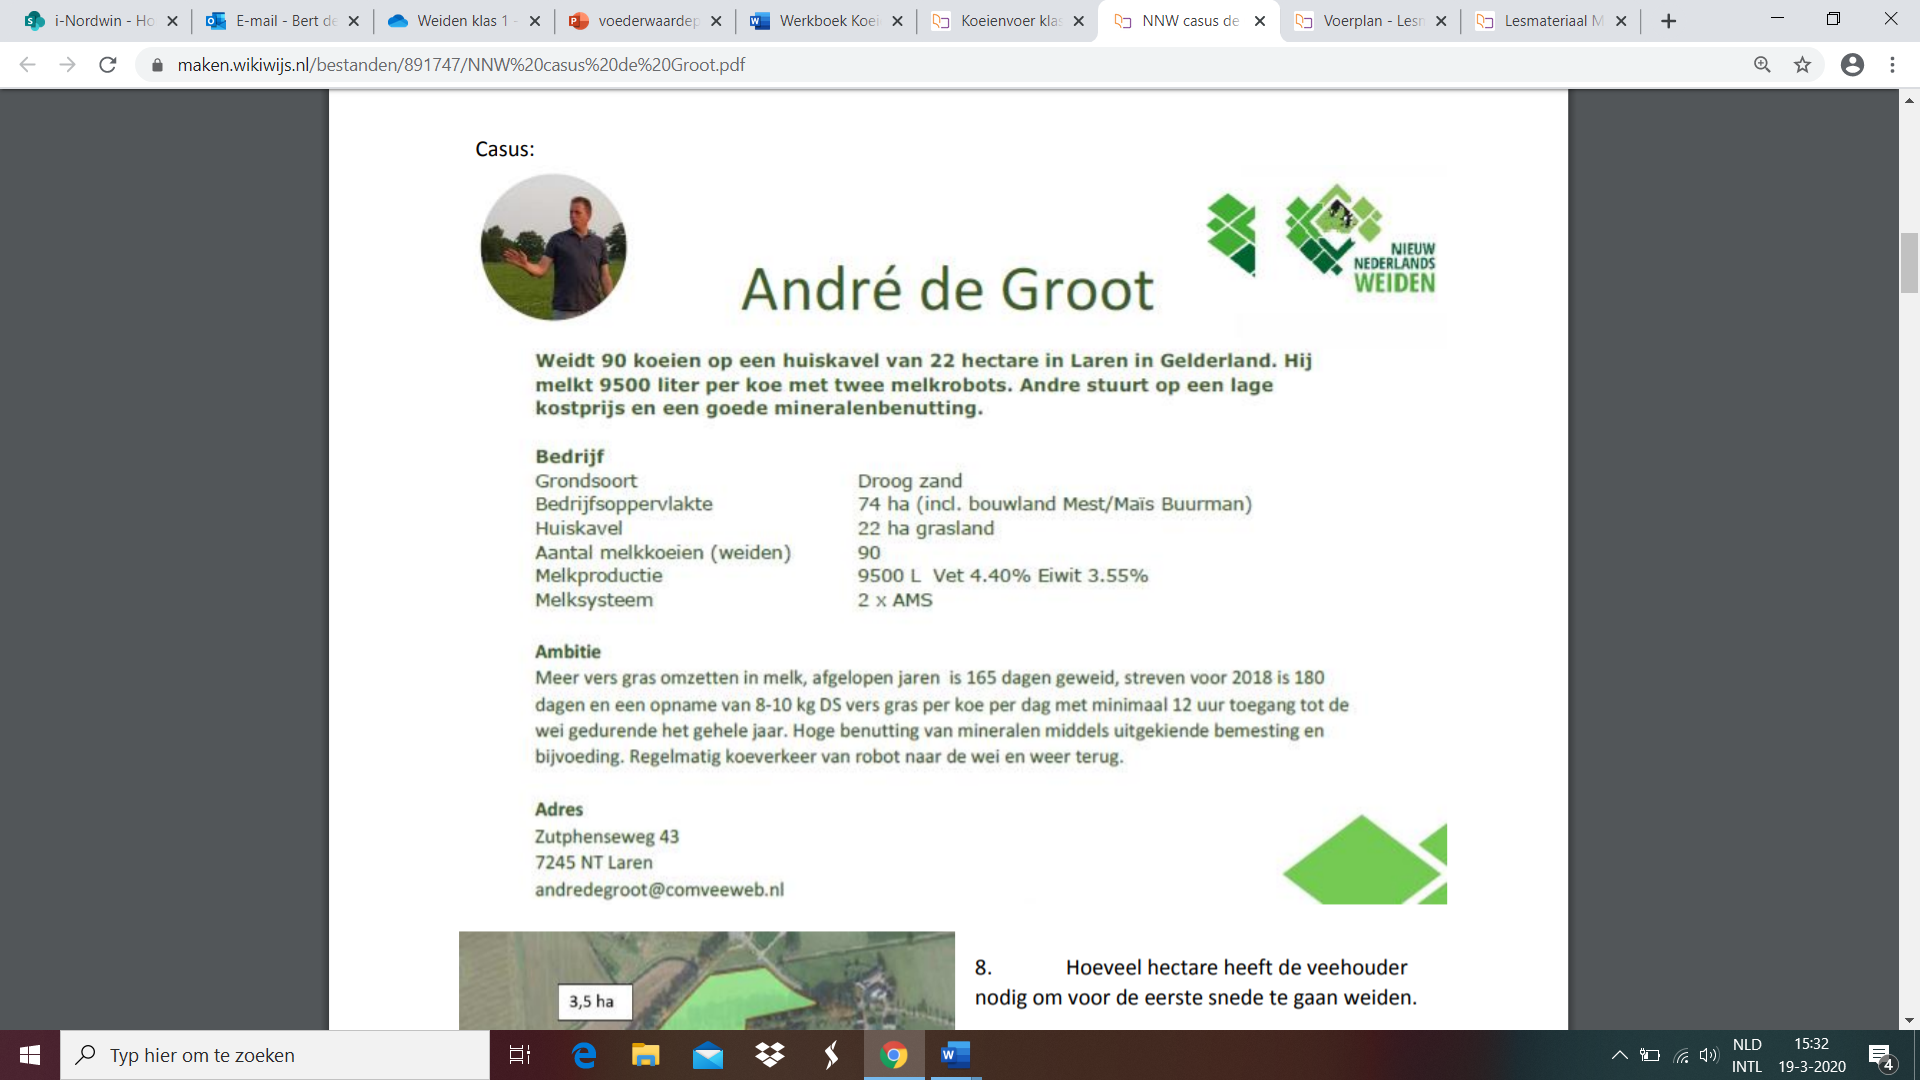 i-Nordwin - Ho
E-mail - Bert de
Weiden klas 1 -
voederwaardep
Werkboek Koei
Koeienvoer klas
NNW casus de
Voerplan - Lesm
Lesmateriaal M
maken.wikiwijs.nl/bestanden/891747/NNW%20casus%20de%20Groot.pdf
Casus:
NIEUW
NEDERLANDS
WEIDEN
André de Groot
Weidt 90 koeien op een huiskavel van 22 hectare in Laren in Gelderland. Hij
melkt 9500 liter per koe met twee melkrobots. Andre stuurt op een lage
kostprijs en een goede mineralenbenutting.
Bedrijf
Grondsoort Droog zand
Bedrijfsoppervlakte 74 ha (incl. bouwland Mest/Maïs Buurman)
Huiskavel 22 ha grasland
Aantal melkkoeien (weiden) 90
Melkproductie 9500 L Vet 4.40% Eiwit 3.55%
Melksysteem 2 x AMS
Ambitie
Meer vers gras omzetten in melk, afgelopen jaren is 165 dagen geweid, streven voor 2018 is 180
dagen en een opname van 8-10 kg DS vers gras per koe per dag met minimaal 12 uur toegang tot de
wei gedurende het gehele jaar. Hoge benutting van mineralen middels uitgekiende bemesting en
bijvoeding. Regelmatig koeverkeer van robot naar de wei en weer terug.
Adres
Zutphenseweg 43
7245 NT Laren
andredegroot@comveeweb.nl
3,5 ha
8. Hoeveel hectare heeft de veehouder
nodig om voor de eerste snede te gaan weiden.
Typ hier om te zoeken
NLD
INTL
15:32
19-3-2020
4